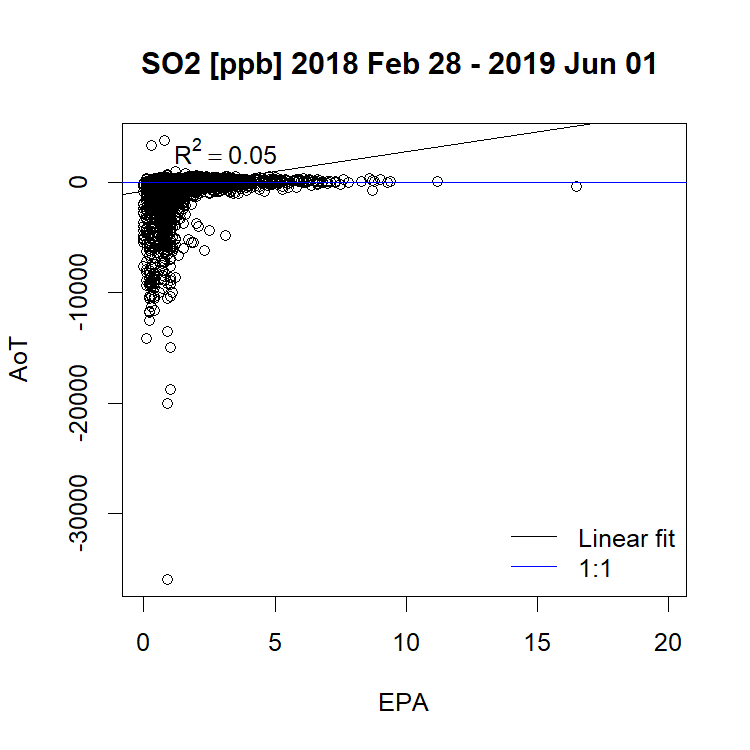 SO2 [ppb] 2018 Feb 28 - 2019 Jun 01
R² = 0.05
0
-10000
-20000
-30000
AoT
Linear fit
1:1
0 5 10 15 20
EPA